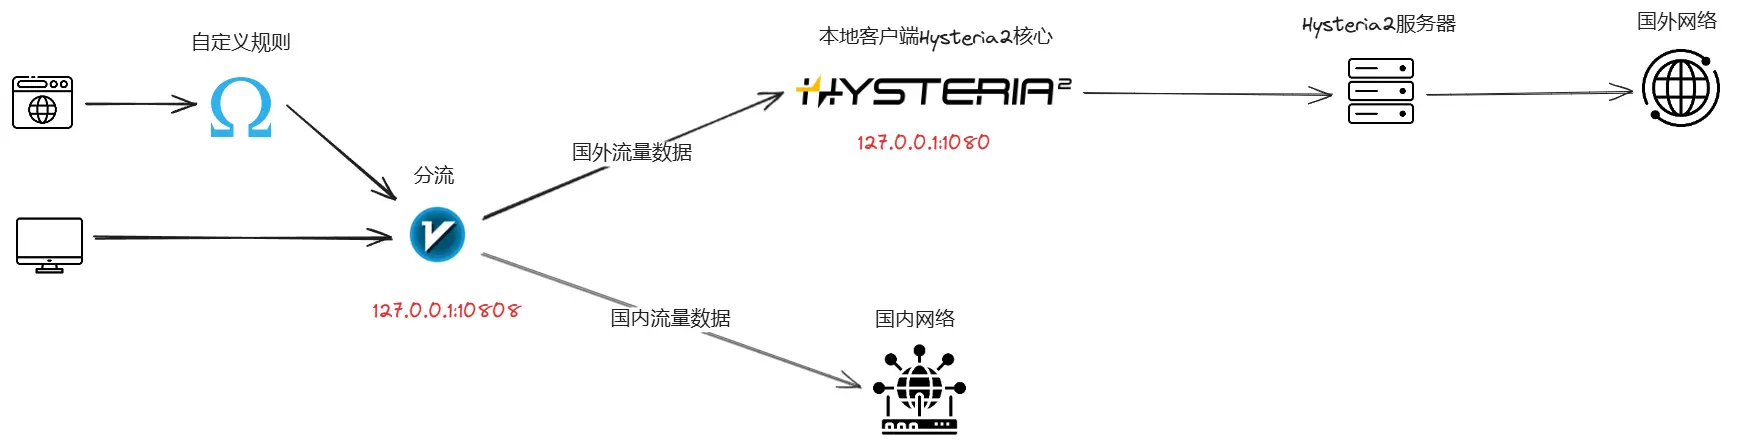 自定义规则
本地客户端Hysteria2核心
Hysteria2服务器
国外网络
HYSTERIA2
127.0.0.1:1080
国外流量数据
分流
127.0.0.1:10808
国内流量数据
国内网络